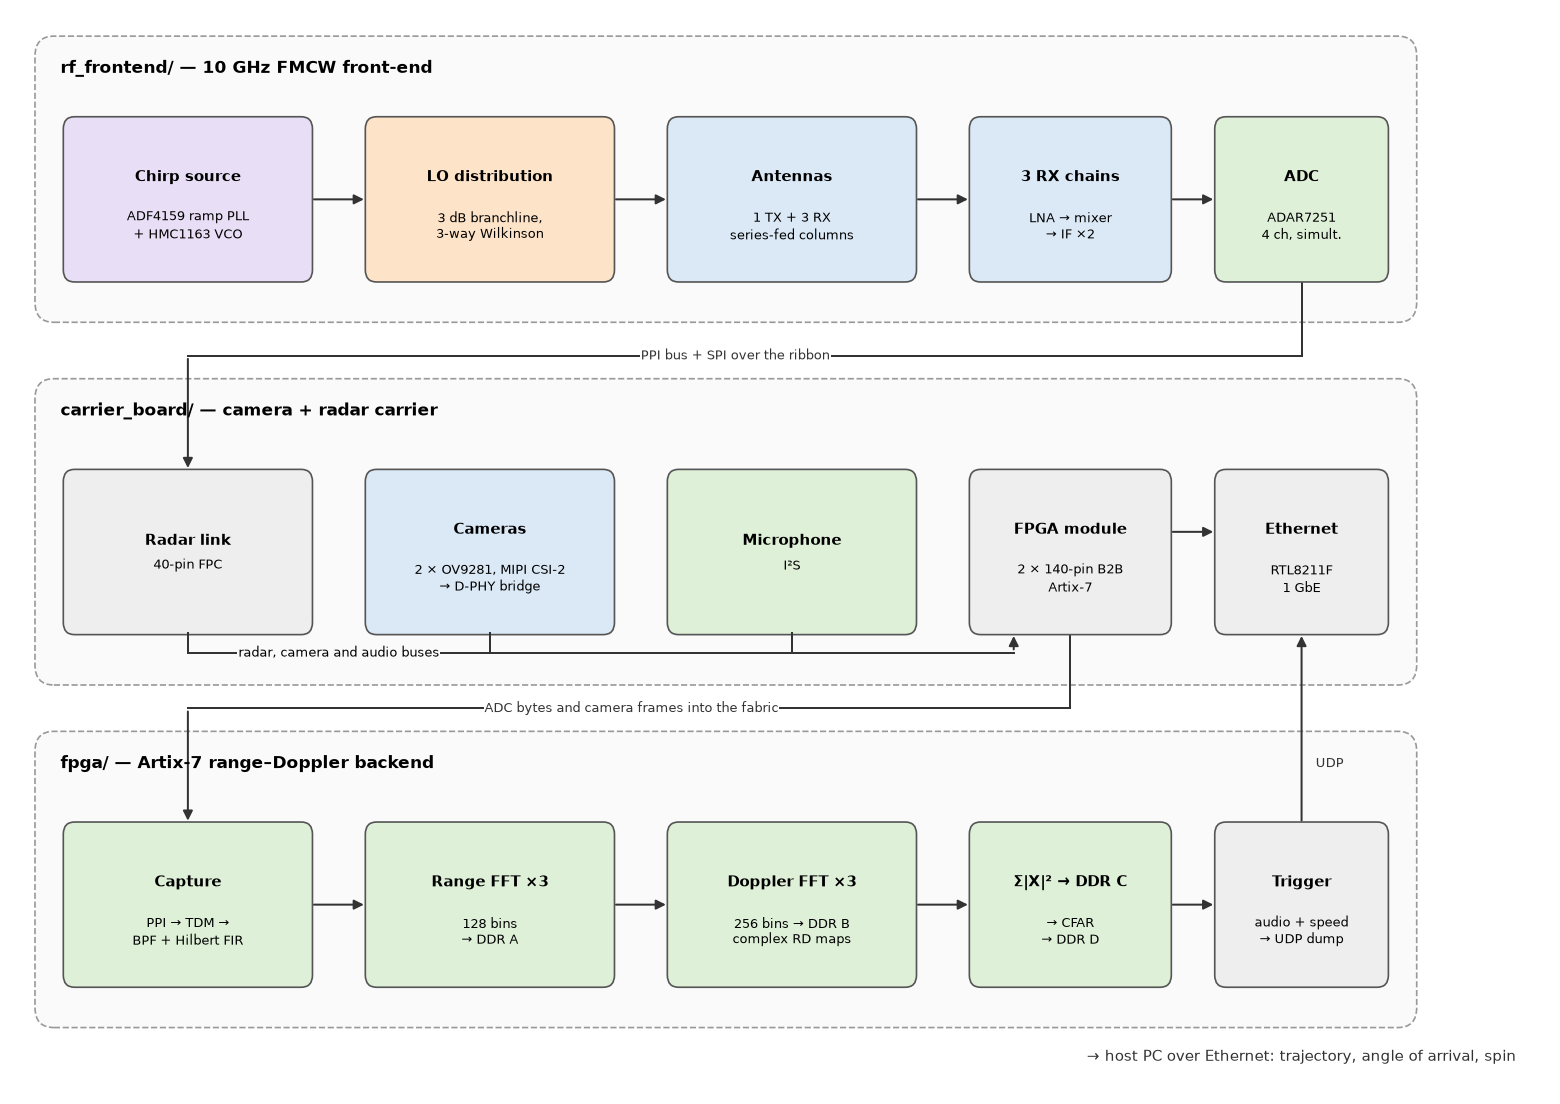 rf_frontend/ — 10 GHz FMCW front-end
Chirp source
ADF4159 ramp PLL
+ HMC1163 VCO
LO distribution
3 dB branchline,
3-way Wilkinson
Antennas
1 TX + 3 RX
series-fed columns
3 RX chains
LNA → mixer
→ IF ×2
ADC
ADAR7251
4 ch, simult.
PPI bus + SPI over the ribbon
carrier_board/ — camera + radar carrier
Radar link
40-pin FPC
Cameras
2 × OV9281, MIPI CSI-2
→ D-PHY bridge
Microphone
I²S
FPGA module
2 × 140-pin B2B
Artix-7
Ethernet
RTL8211F
1 GbE
radar, camera and audio buses
ADC bytes and camera frames into the fabric
fpga/ — Artix-7 range–Doppler backend
UDP
Capture
PPI → TDM →
BPF + Hilbert FIR
Range FFT ×3
128 bins
→ DDR A
Doppler FFT ×3
256 bins → DDR B
complex RD maps
Σ|X|² → DDR C
→ CFAR
→ DDR D
Trigger
audio + speed
→ UDP dump
→ host PC over Ethernet: trajectory, angle of arrival, spin